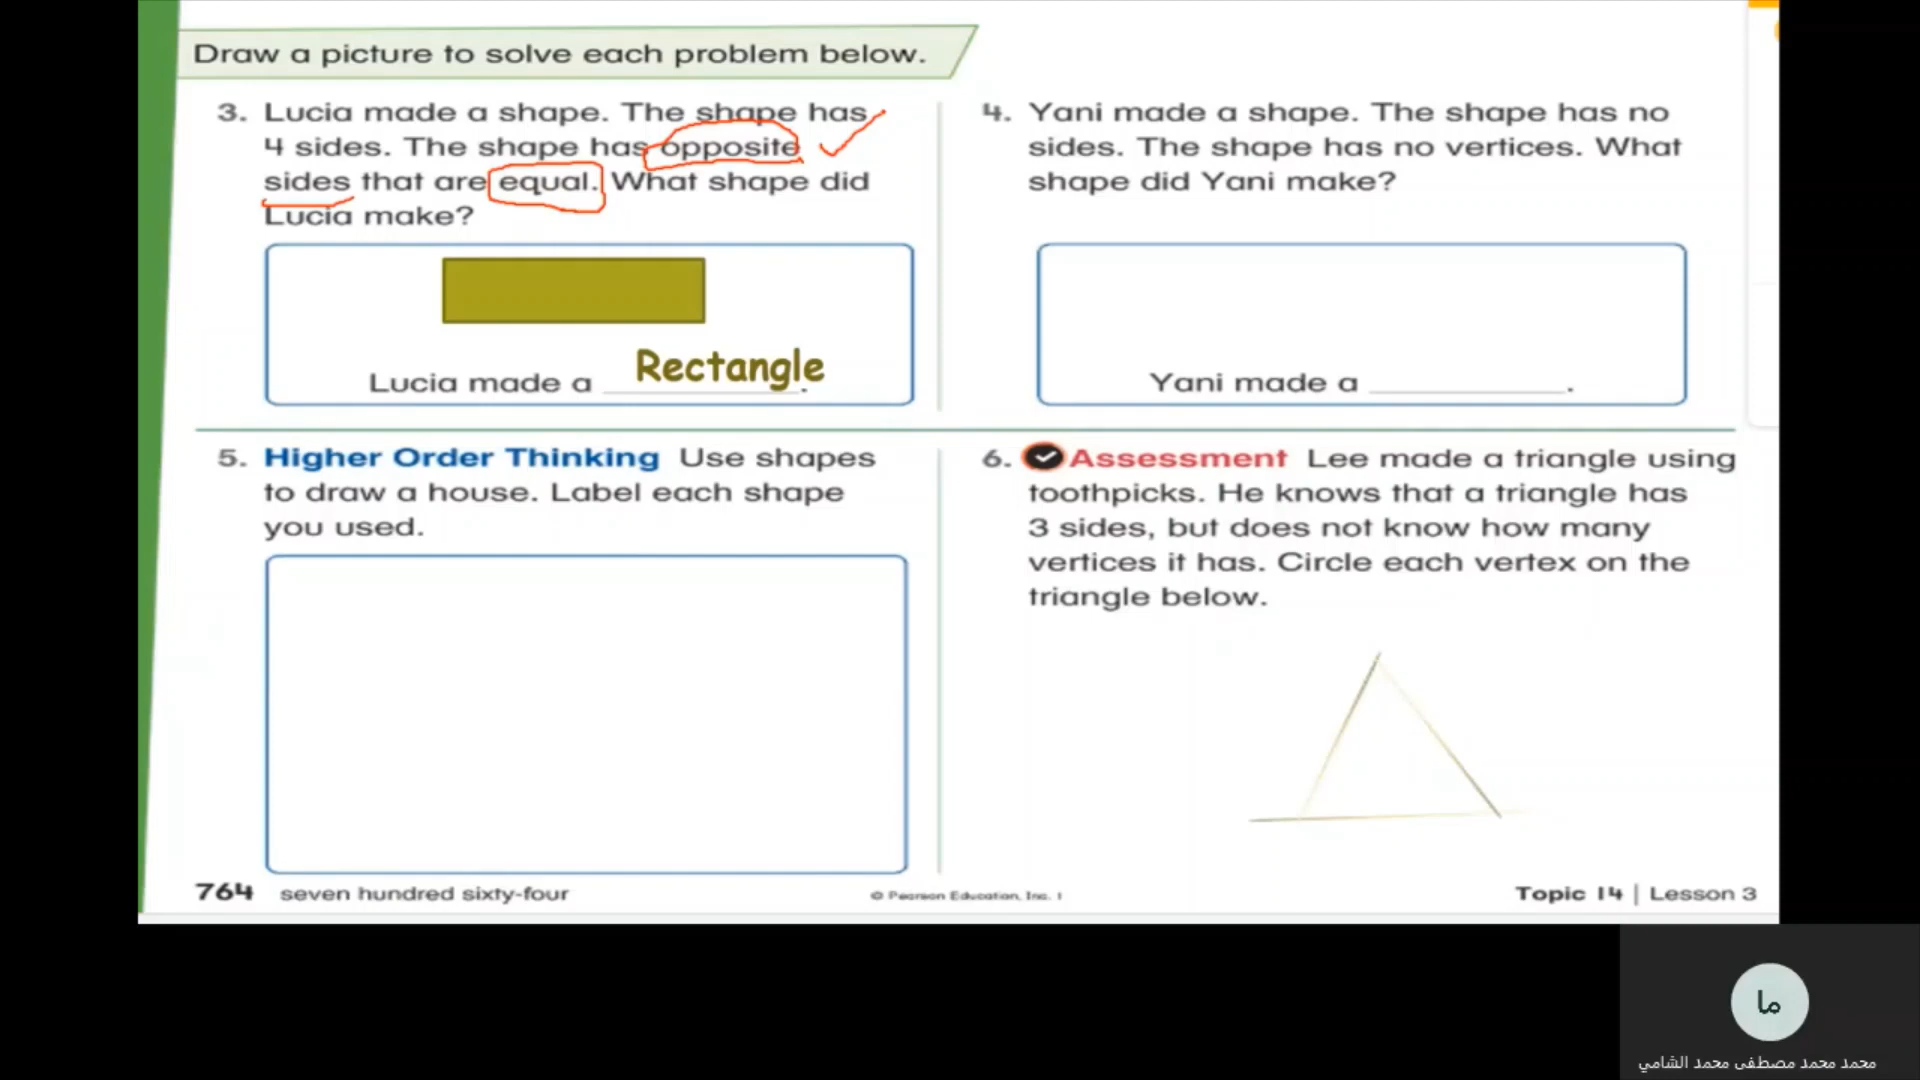 Draw a picture to solve each problem below.
3. Lucia made a shape. The shape has
4 sides. The shape has opposite
sides that are equal. What shape did
Lucia make?
Rectangle
Lucia made a ____________.
4. Yani made a shape. The shape has no
sides. The shape has no vertices. What
shape did Yani make?
Yani made a ____________.
5. Higher Order Thinking Use shapes
to draw a house. Label each shape
you used.
6. Assessment Lee made a triangle using
toothpicks. He knows that a triangle has
3 sides, but does not know how many
vertices it has. Circle each vertex on the
triangle below.
764 seven hundred sixty-four
© Pearson Education, Inc. 1
Topic 14 | Lesson 3
ما
محمد محمد مصطفى محمد الشامي